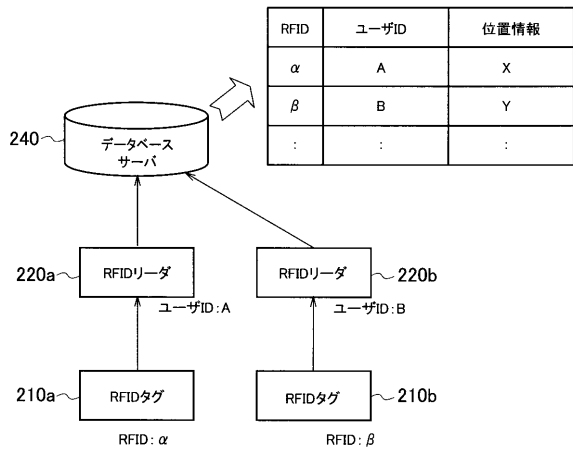 RFID ユーザID 位置情報
α A X
β B Y
: : :
240
データベース
サーバ
220a RFIDリーダ RFIDリーダ 220b
ユーザID:A ユーザID:B
210a RFIDタグ RFIDタグ 210b
RFID: α RFID: β